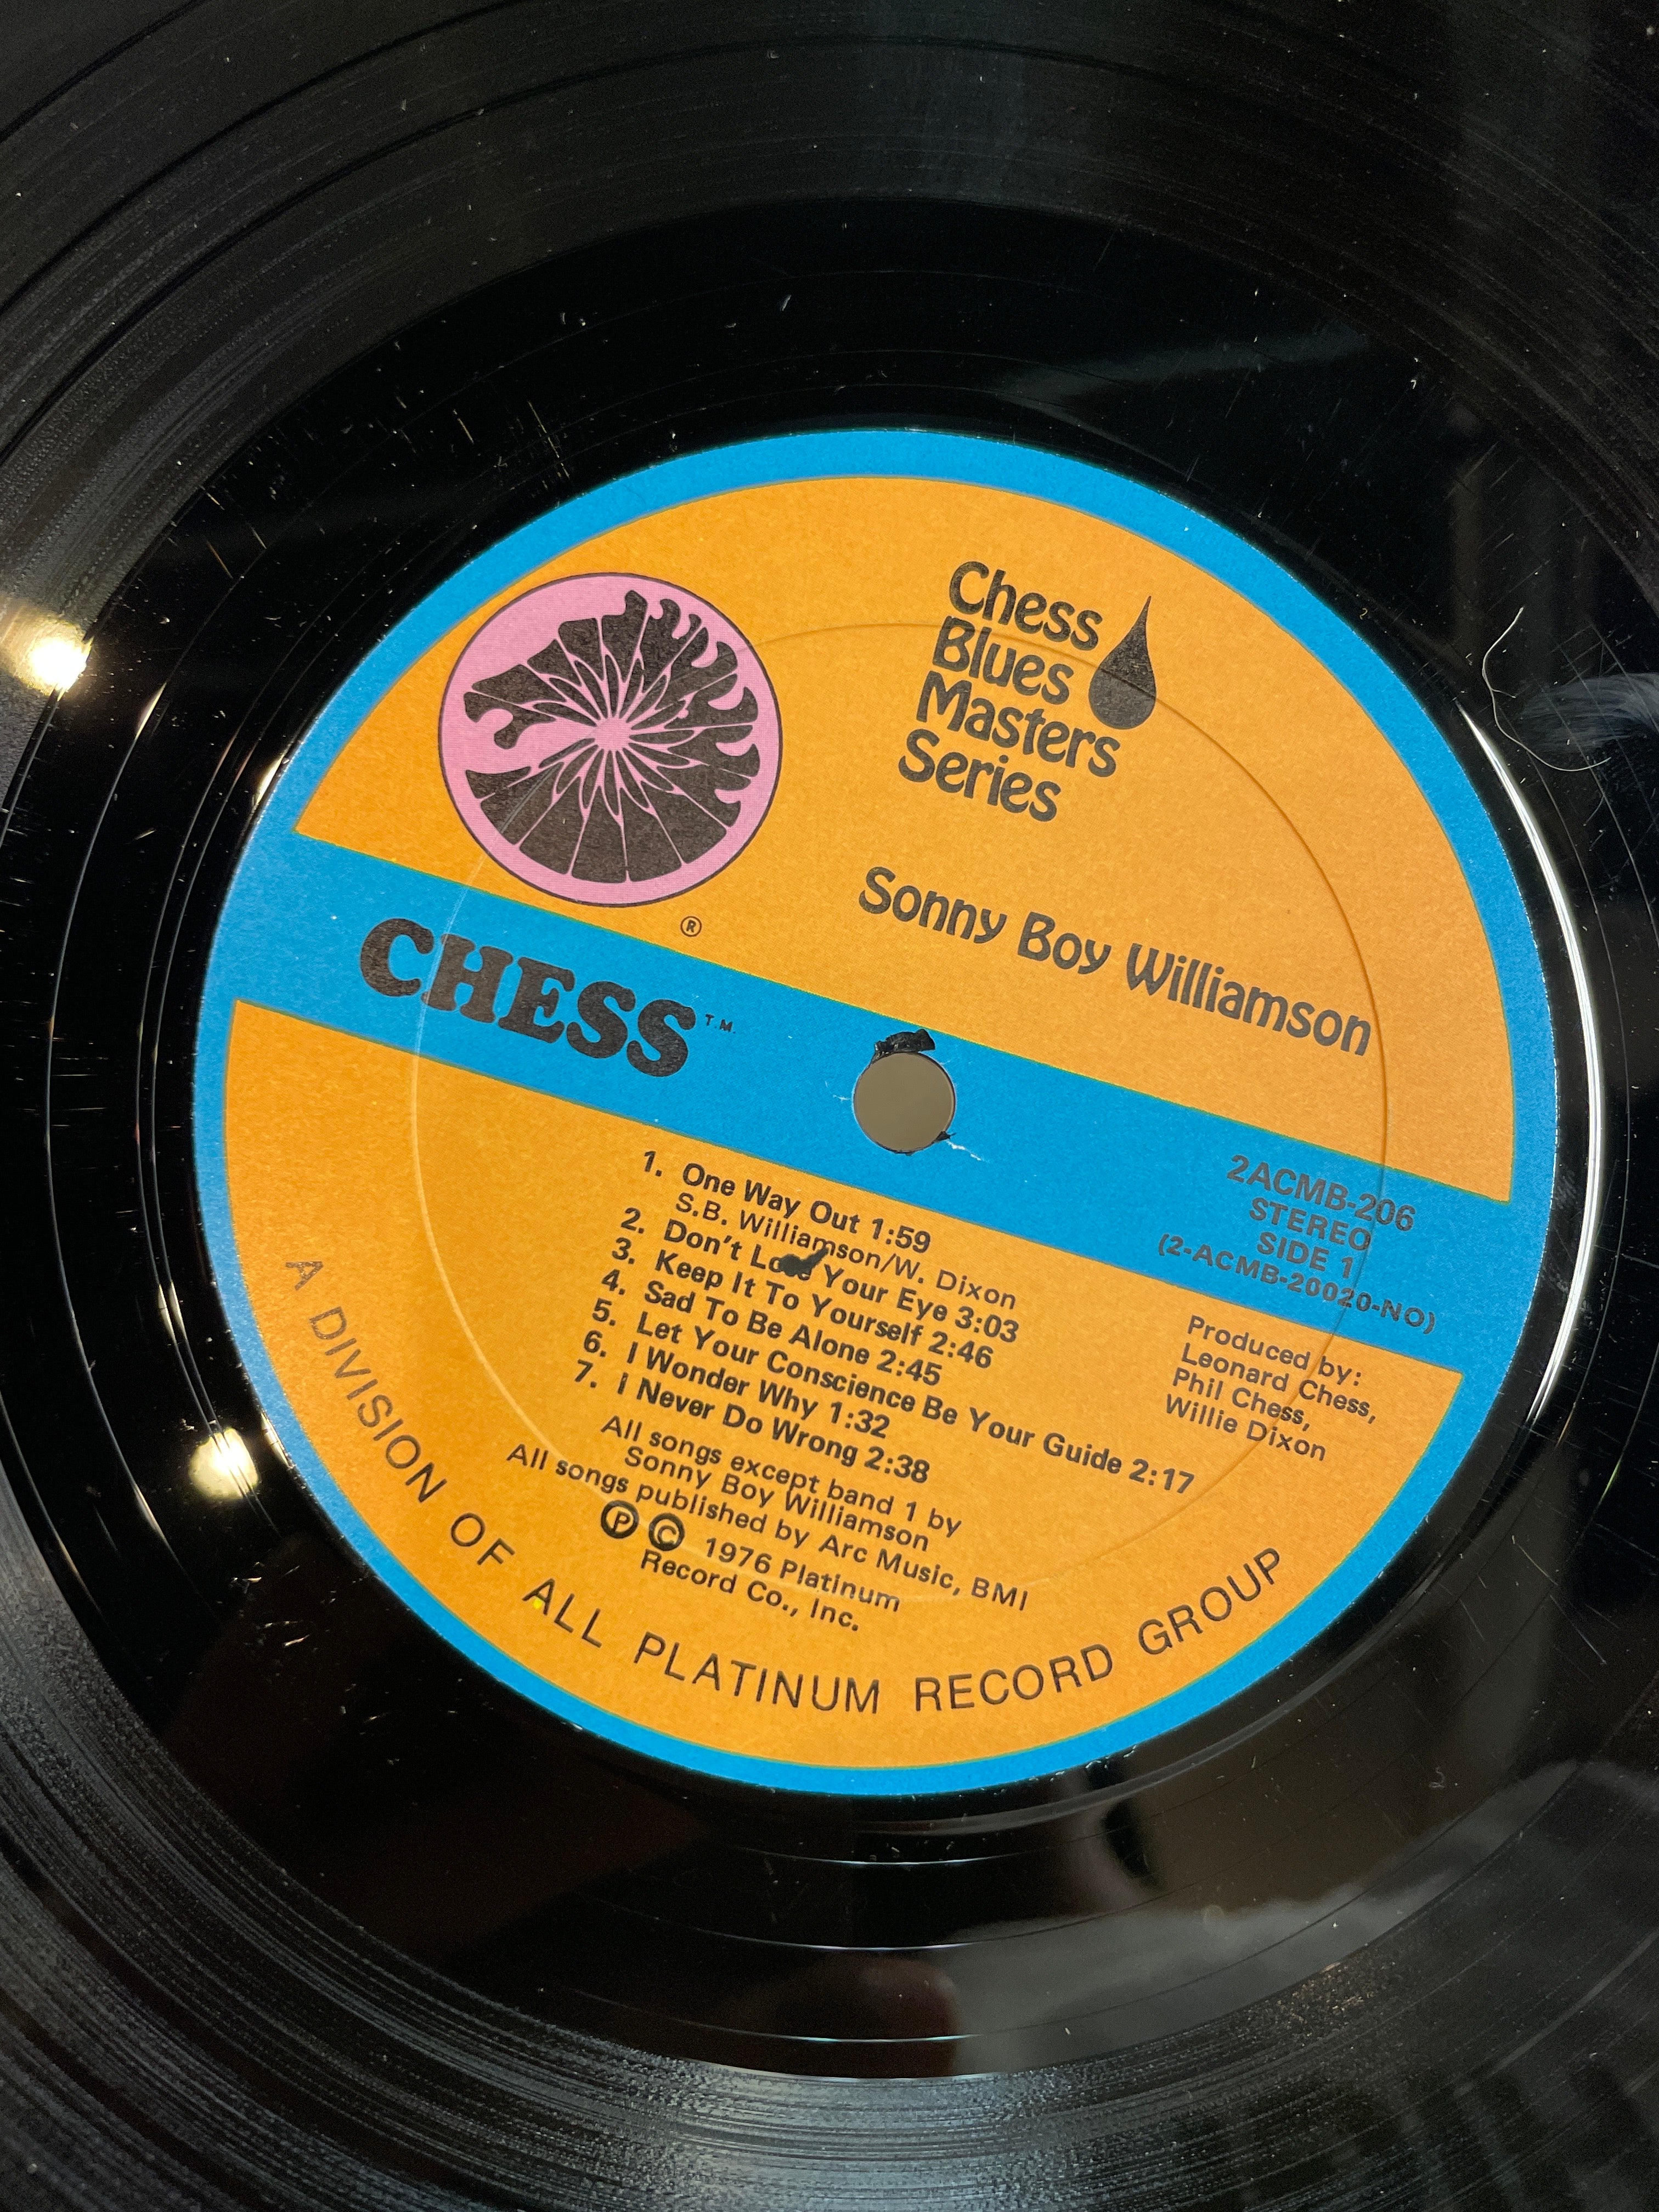 Chess
Blues
Masters
Series
Sonny Boy Williamson
®
CHESS T.M.
2ACMB-206
STEREO
SIDE 1
(2-ACMB-20020-NO)
Produced by:
Leonard Chess,
Phil Chess,
Willie Dixon
1. One Way Out 1:59
S.B. Williamson/W. Dixon
2. Don't Lose Your Eye 3:03
3. Keep It To Yourself 2:46
4. Sad To Be Alone 2:45
5. Let Your Conscience Be Your Guide 2:17
6. I Wonder Why 1:32
7. I Never Do Wrong 2:38
All songs except band 1 by
Sonny Boy Williamson
All songs published by Arc Music, BMI
Ⓟ © 1976 Platinum
Record Co., Inc.
A DIVISION OF ALL PLATINUM RECORD GROUP